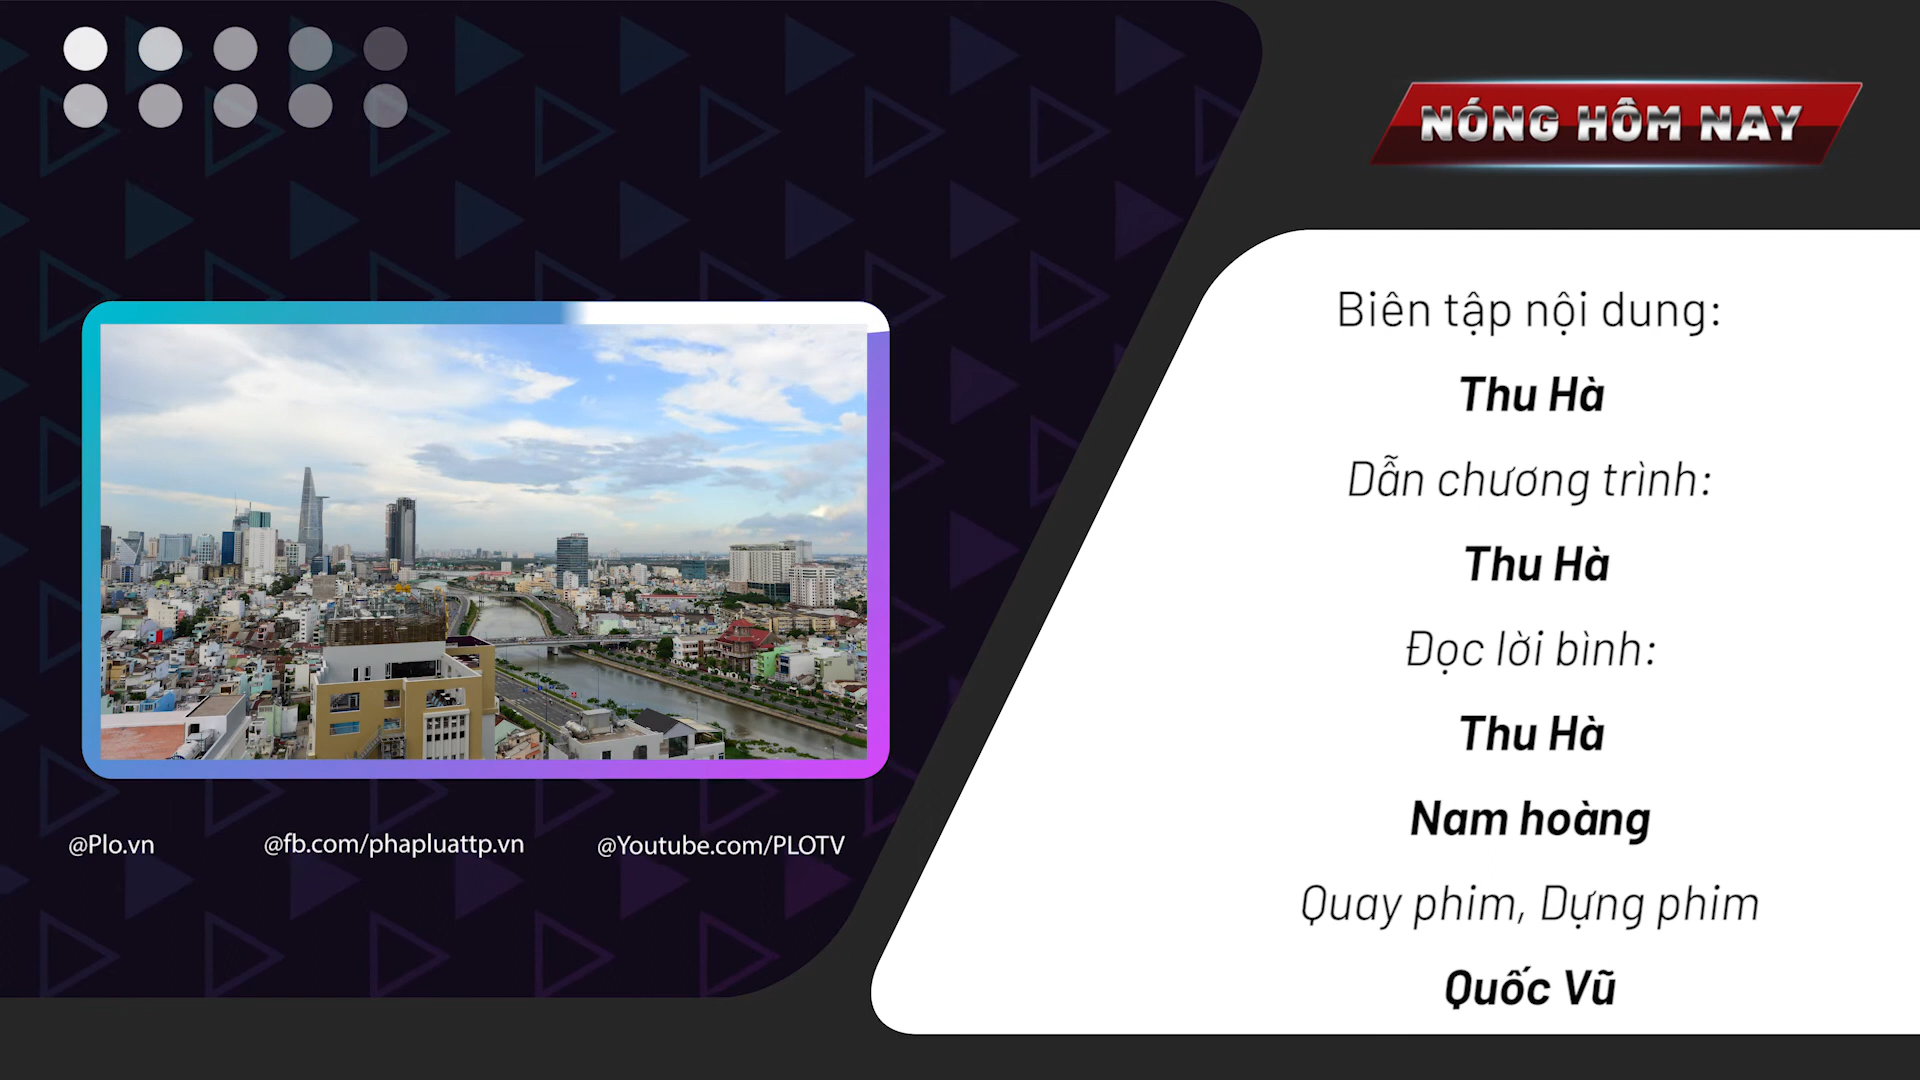 NÓNG HÔM NAY
Biên tập nội dung:
Thu Hà
Dẫn chương trình:
Thu Hà
Đọc lời bình:
Thu Hà
Nam hoàng
Quay phim, Dựng phim
Quốc Vũ
@Plo.vn
@fb.com/phapluattp.vn
@Youtube.com/PLOTV